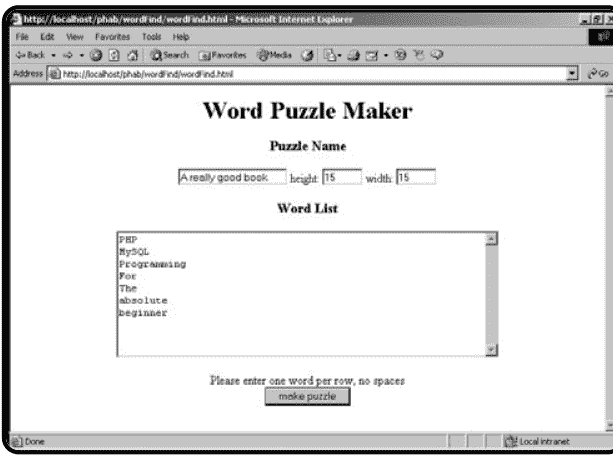 http://localhost/phab/wordFind/wordFind.html - Microsoft Internet Explorer
File Edit View Favorites Tools Help
Back Search Favorites Media
Address http://localhost/phab/wordFind/wordFind.html Go
Word Puzzle Maker
Puzzle Name
A really good book height: 15 width: 15
Word List
PHP
MySQL
Programming
For
The
absolute
beginner
Please enter one word per row, no spaces
make puzzle
Done Local intranet